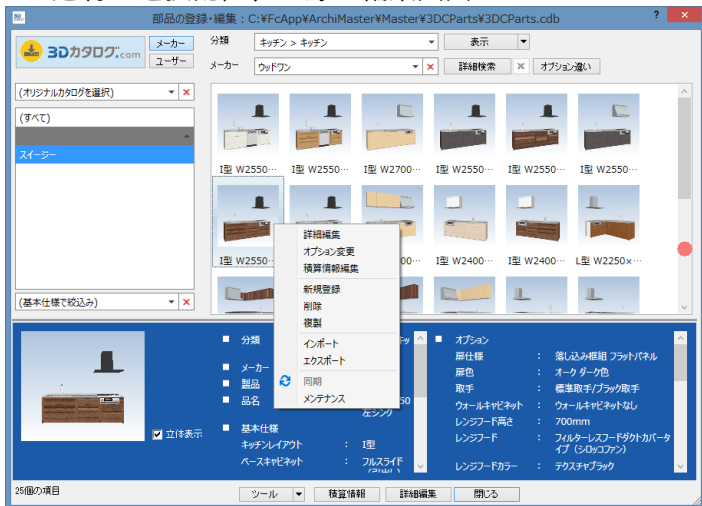 部品の登録・編集 : C:¥FcApp¥ArchiMaster¥Master¥3DCParts¥3DCParts.cdb
?
×
3Dカタログ.com
メーカー
ユーザー
分類
キッチン > キッチン
表示
メーカー
ウッドワン
詳細検索
オプション違い
(オリジナルカタログを選択)
(すべて)
スイージー
I型 W2550…
I型 W2550…
I型 W2700…
I型 W2550…
I型 W2550…
I型 W2550…
I型 W2550…
00…
I型 W2400…
I型 W2400…
L型 W2250×…
詳細編集
オプション変更
積算情報編集
新規登録
削除
複製
インポート
エクスポート
同期
メンテナンス
(基本仕様で絞込み)
立体表示
■ 分類
■ メーカー
■ 製品
■ 品名
50
左シンク
■ 基本仕様
キッチンレイアウト : I型
ベースキャビネット : フルスライド
■ オプション
扉仕様 : 落し込み框組 フラットパネル
扉色 : オーク ダーク色
取手 : 標準取手/ブラック取手
ウォールキャビネット : ウォールキャビネットなし
レンジフード高さ : 700mm
レンジフード : フィルターレスフードダクトカバータ
イプ (シロッコファン)
レンジフードカラー : テクスチャブラック
25個の項目
ツール
積算情報
詳細編集
閉じる